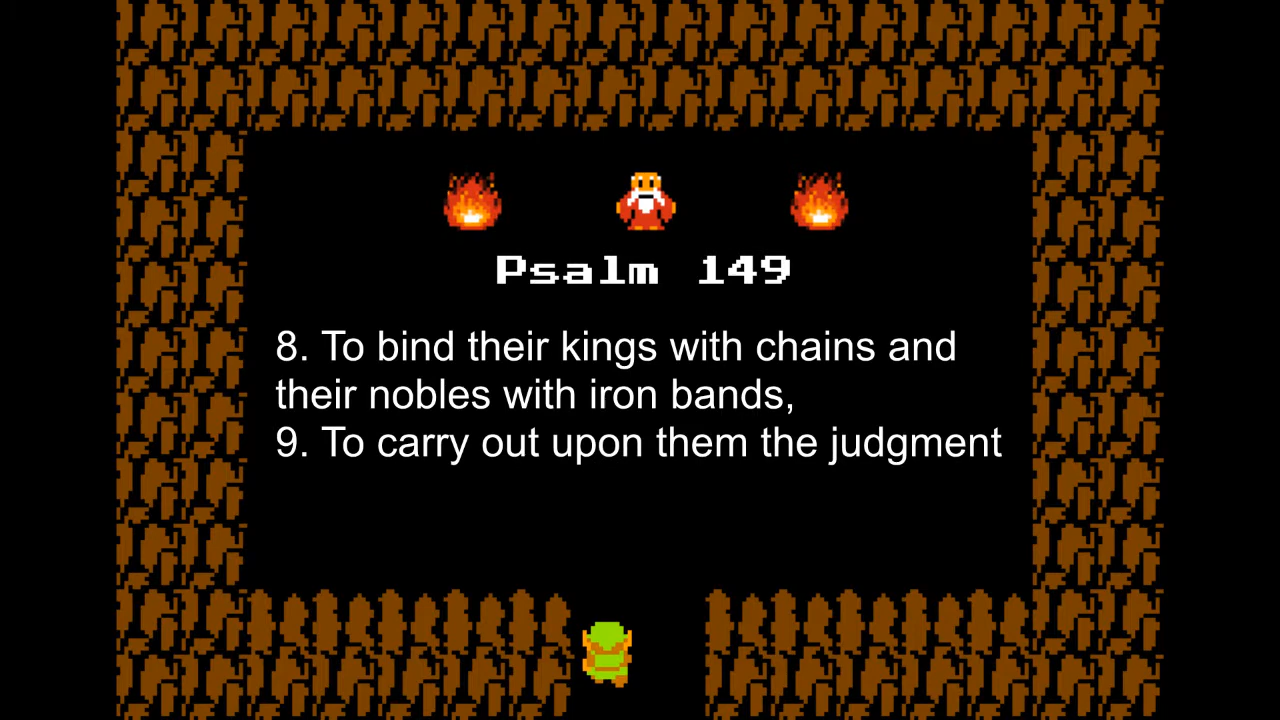 Psalm 149
8. To bind their kings with chains and
their nobles with iron bands,
9. To carry out upon them the judgment